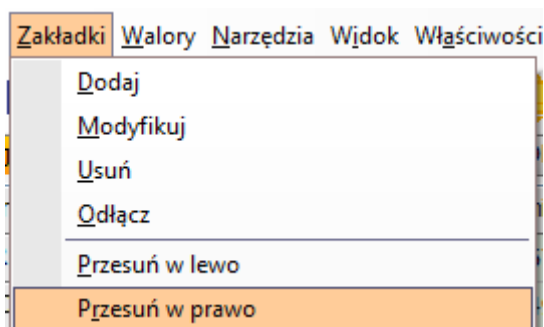 Zakładki Walory Narzędzia Widok Właściwości
Dodaj
Modyfikuj
Usuń
Odłącz
Przesuń w lewo
Przesuń w prawo